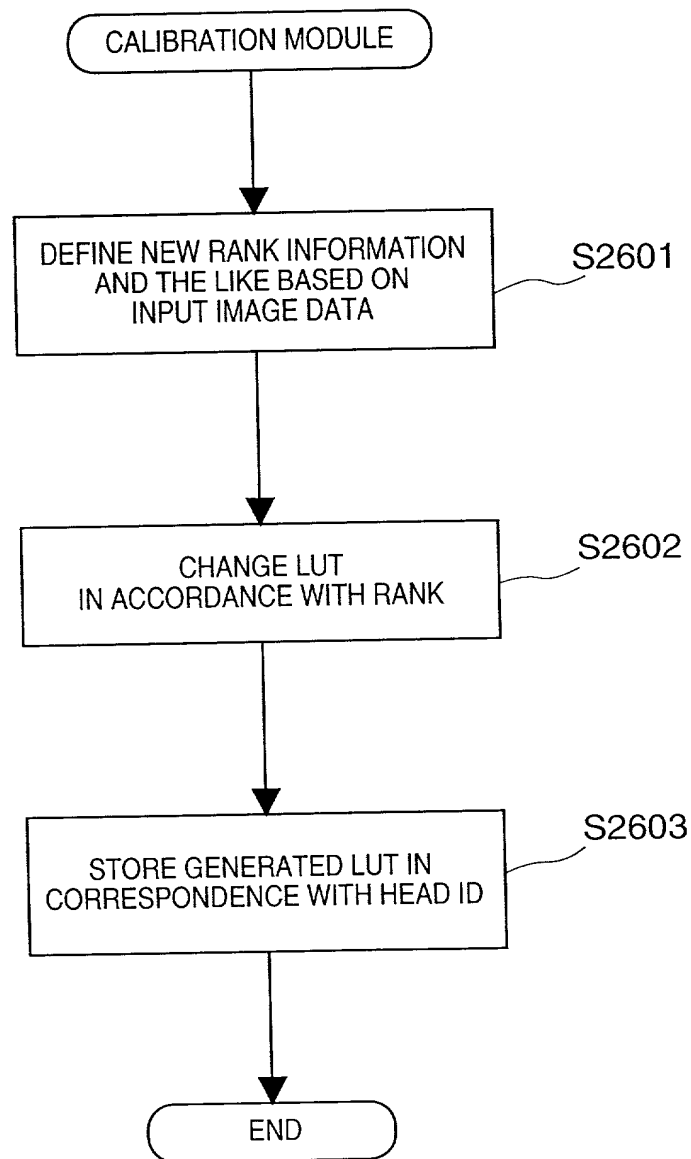 CALIBRATION MODULE
DEFINE NEW RANK INFORMATION
AND THE LIKE BASED ON
INPUT IMAGE DATA
S2601
CHANGE LUT
IN ACCORDANCE WITH RANK
S2602
STORE GENERATED LUT IN
CORRESPONDENCE WITH HEAD ID
S2603
END